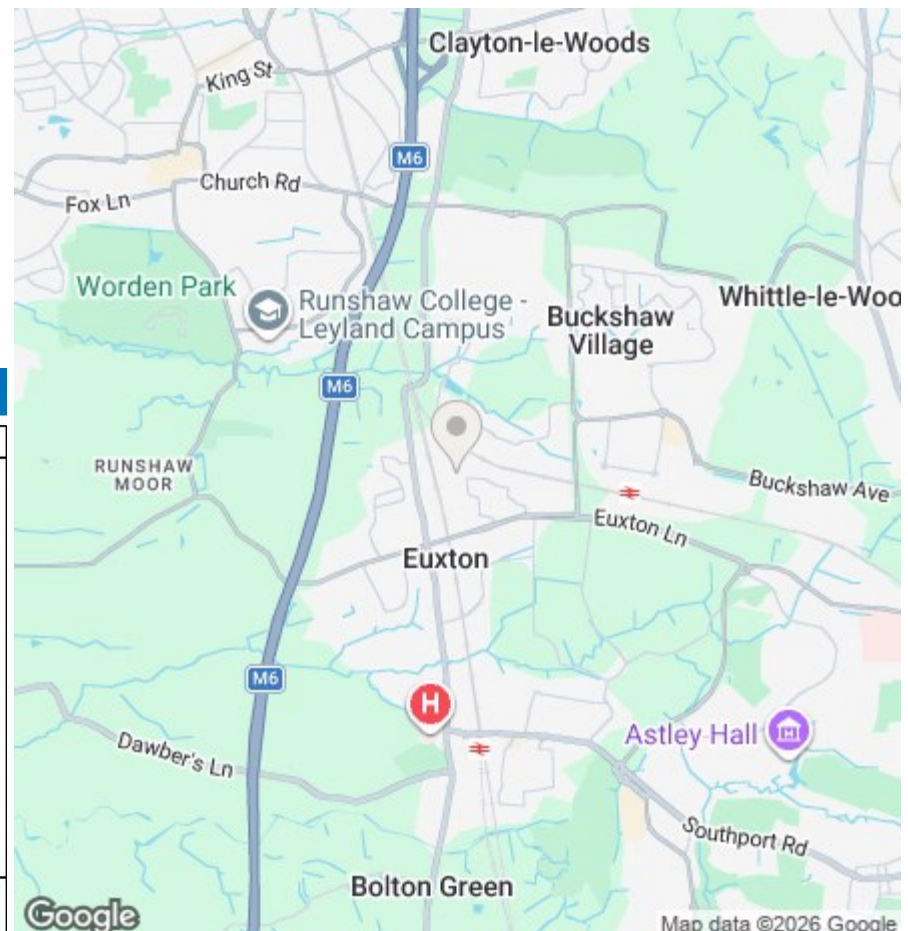 Clayton-le-Woods
King St
M6
Church Rd
Fox Ln
Worden Park
Runshaw College -
Leyland Campus
Whittle-le-Woo
Buckshaw
Village
M6
RUNSHAW
MOOR
Buckshaw Ave
Euxton Ln
Euxton
M6
H
Astley Hall
Dawber's Ln
Southport Rd
Bolton Green
Google
Map data ©2026 Google